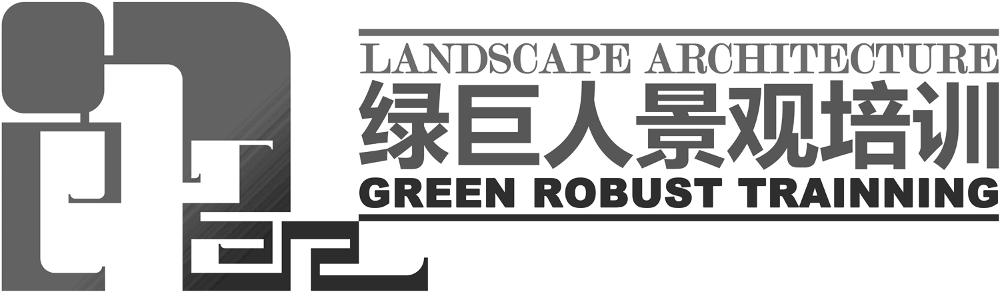 LANDSCAPE ARCHITECTURE
绿巨人景观培训
GREEN ROBUST TRAINNING